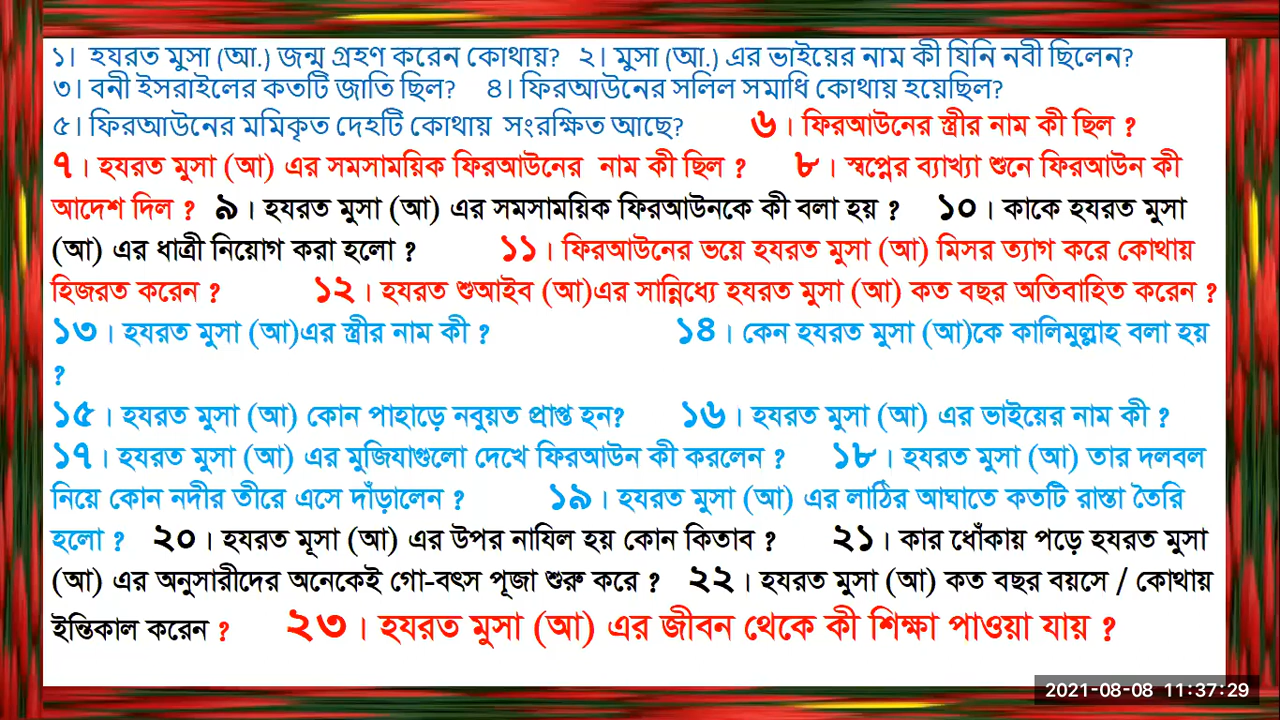 ১। হযরত মুসা (আ.) জন্ম গ্রহণ করেন কোথায়? ২। মুসা (আ.) এর ভাইয়ের নাম কী যিনি নবী ছিলেন?
৩। বনী ইসরাইলের কতটি জাতি ছিল? ৪। ফিরআউনের সলিল সমাধি কোথায় হয়েছিল?
৫। ফিরআউনের মমিকৃত দেহটি কোথায় সংরক্ষিত আছে? ৬। ফিরআউনের স্ত্রীর নাম কী ছিল ?
৭। হযরত মুসা (আ) এর সমসাময়িক ফিরআউনের নাম কী ছিল ? ৮। স্বপ্নের ব্যাখ্যা শুনে ফিরআউন কী
আদেশ দিল ? ৯। হযরত মুসা (আ) এর সমসাময়িক ফিরআউনকে কী বলা হয় ? ১০। কাকে হযরত মুসা
(আ) এর ধাত্রী নিয়োগ করা হলো ? ১১। ফিরআউনের ভয়ে হযরত মুসা (আ) মিসর ত্যাগ করে কোথায়
হিজরত করেন ? ১২। হযরত শুআইব (আ)এর সান্নিধ্যে হযরত মুসা (আ) কত বছর অতিবাহিত করেন ?
১৩। হযরত মুসা (আ)এর স্ত্রীর নাম কী ? ১৪। কেন হযরত মুসা (আ)কে কালিমুল্লাহ বলা হয়
?
১৫। হযরত মুসা (আ) কোন পাহাড়ে নবুয়ত প্রাপ্ত হন? ১৬। হযরত মুসা (আ) এর ভাইয়ের নাম কী ?
১৭। হযরত মুসা (আ) এর মুজিযাগুলো দেখে ফিরআউন কী করলেন ? ১৮। হযরত মুসা (আ) তার দলবল
নিয়ে কোন নদীর তীরে এসে দাঁড়ালেন ? ১৯। হযরত মুসা (আ) এর লাঠির আঘাতে কতটি রাস্তা তৈরি
হলো ? ২০। হযরত মূসা (আ) এর উপর নাযিল হয় কোন কিতাব ? ২১। কার ধোঁকায় পড়ে হযরত মুসা
(আ) এর অনুসারীদের অনেকেই গো-বৎস পূজা শুরু করে ? ২২। হযরত মুসা (আ) কত বছর বয়সে / কোথায়
ইন্তিকাল করেন ? ২৩। হযরত মুসা (আ) এর জীবন থেকে কী শিক্ষা পাওয়া যায় ?
2021-08-08 11:37:29